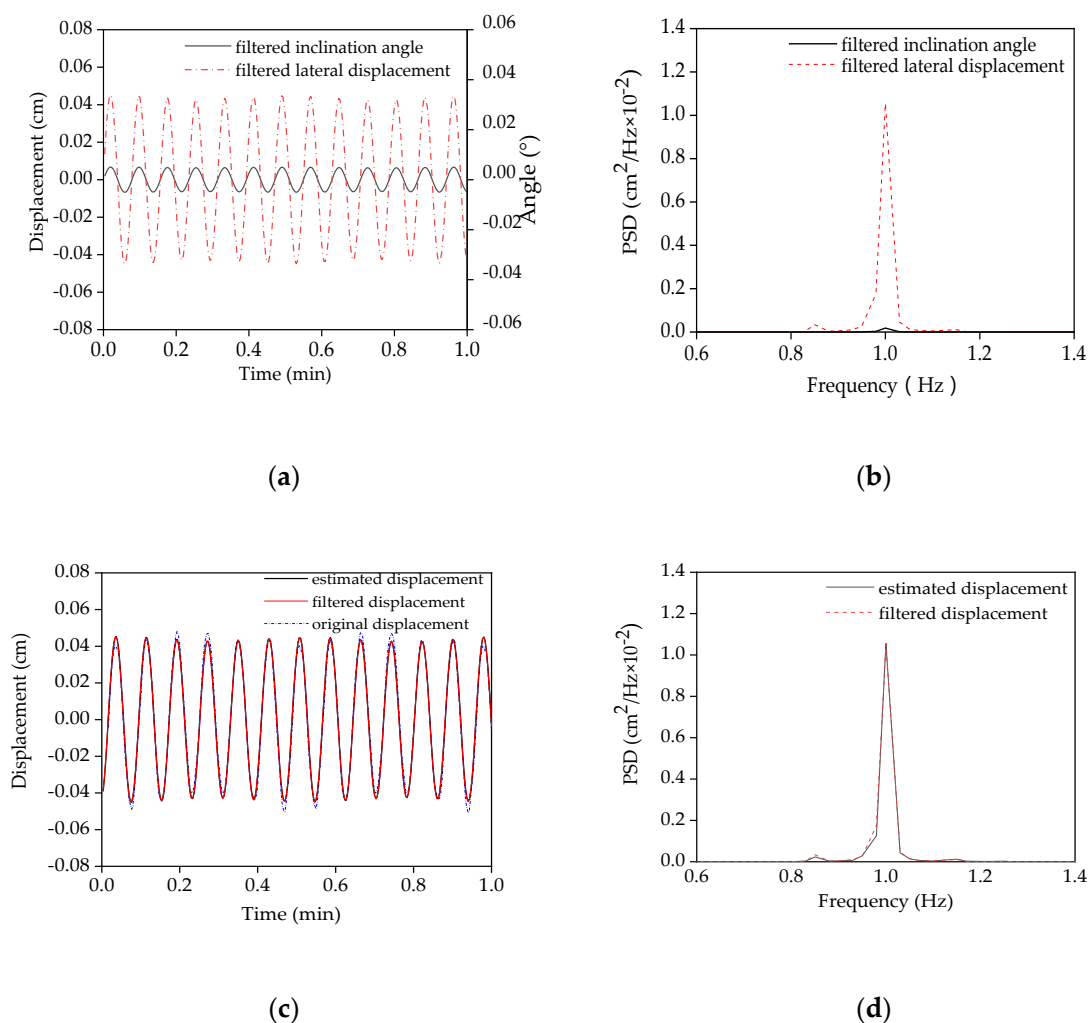 filtered inclination angle
filtered lateral displacement
Displacement (cm)
0.08
0.06
0.04
0.02
0.00
-0.02
-0.04
-0.06
-0.08
0.06
0.04
0.02
0.00
-0.02
-0.04
-0.06
Angle (°)
0.0 0.2 0.4 0.6 0.8 1.0
Time (min)
(a)
filtered inclination angle
filtered lateral displacement
PSD (cm²/Hz×10⁻²)
1.4
1.2
1.0
0.8
0.6
0.4
0.2
0.0
0.6 0.8 1.0 1.2 1.4
Frequency ( Hz )
(b)
estimated displacement
filtered displacement
original displacement
Displacement (cm)
0.08
0.06
0.04
0.02
0.00
-0.02
-0.04
-0.06
-0.08
0.0 0.2 0.4 0.6 0.8 1.0
Time (min)
(c)
estimated displacement
filtered displacement
PSD (cm²/Hz×10⁻²)
1.4
1.2
1.0
0.8
0.6
0.4
0.2
0.0
0.6 0.8 1.0 1.2 1.4
Frequency (Hz)
(d)